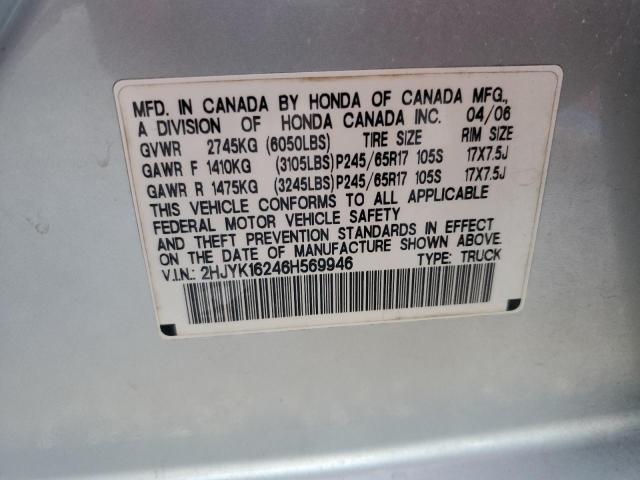 MFD. IN CANADA BY HONDA OF CANADA MFG.,
A DIVISION OF HONDA CANADA INC. 04/06
GVWR 2745KG (6050LBS) TIRE SIZE RIM SIZE
GAWR F 1410KG (3105LBS)P245/65R17 105S 17X7.5J
GAWR R 1475KG (3245LBS)P245/65R17 105S 17X7.5J
THIS VEHICLE CONFORMS TO ALL APPLICABLE
FEDERAL MOTOR VEHICLE SAFETY
AND THEFT PREVENTION STANDARDS IN EFFECT
ON THE DATE OF MANUFACTURE SHOWN ABOVE.
V.I.N.: 2HJYK16246H569946 TYPE: TRUCK